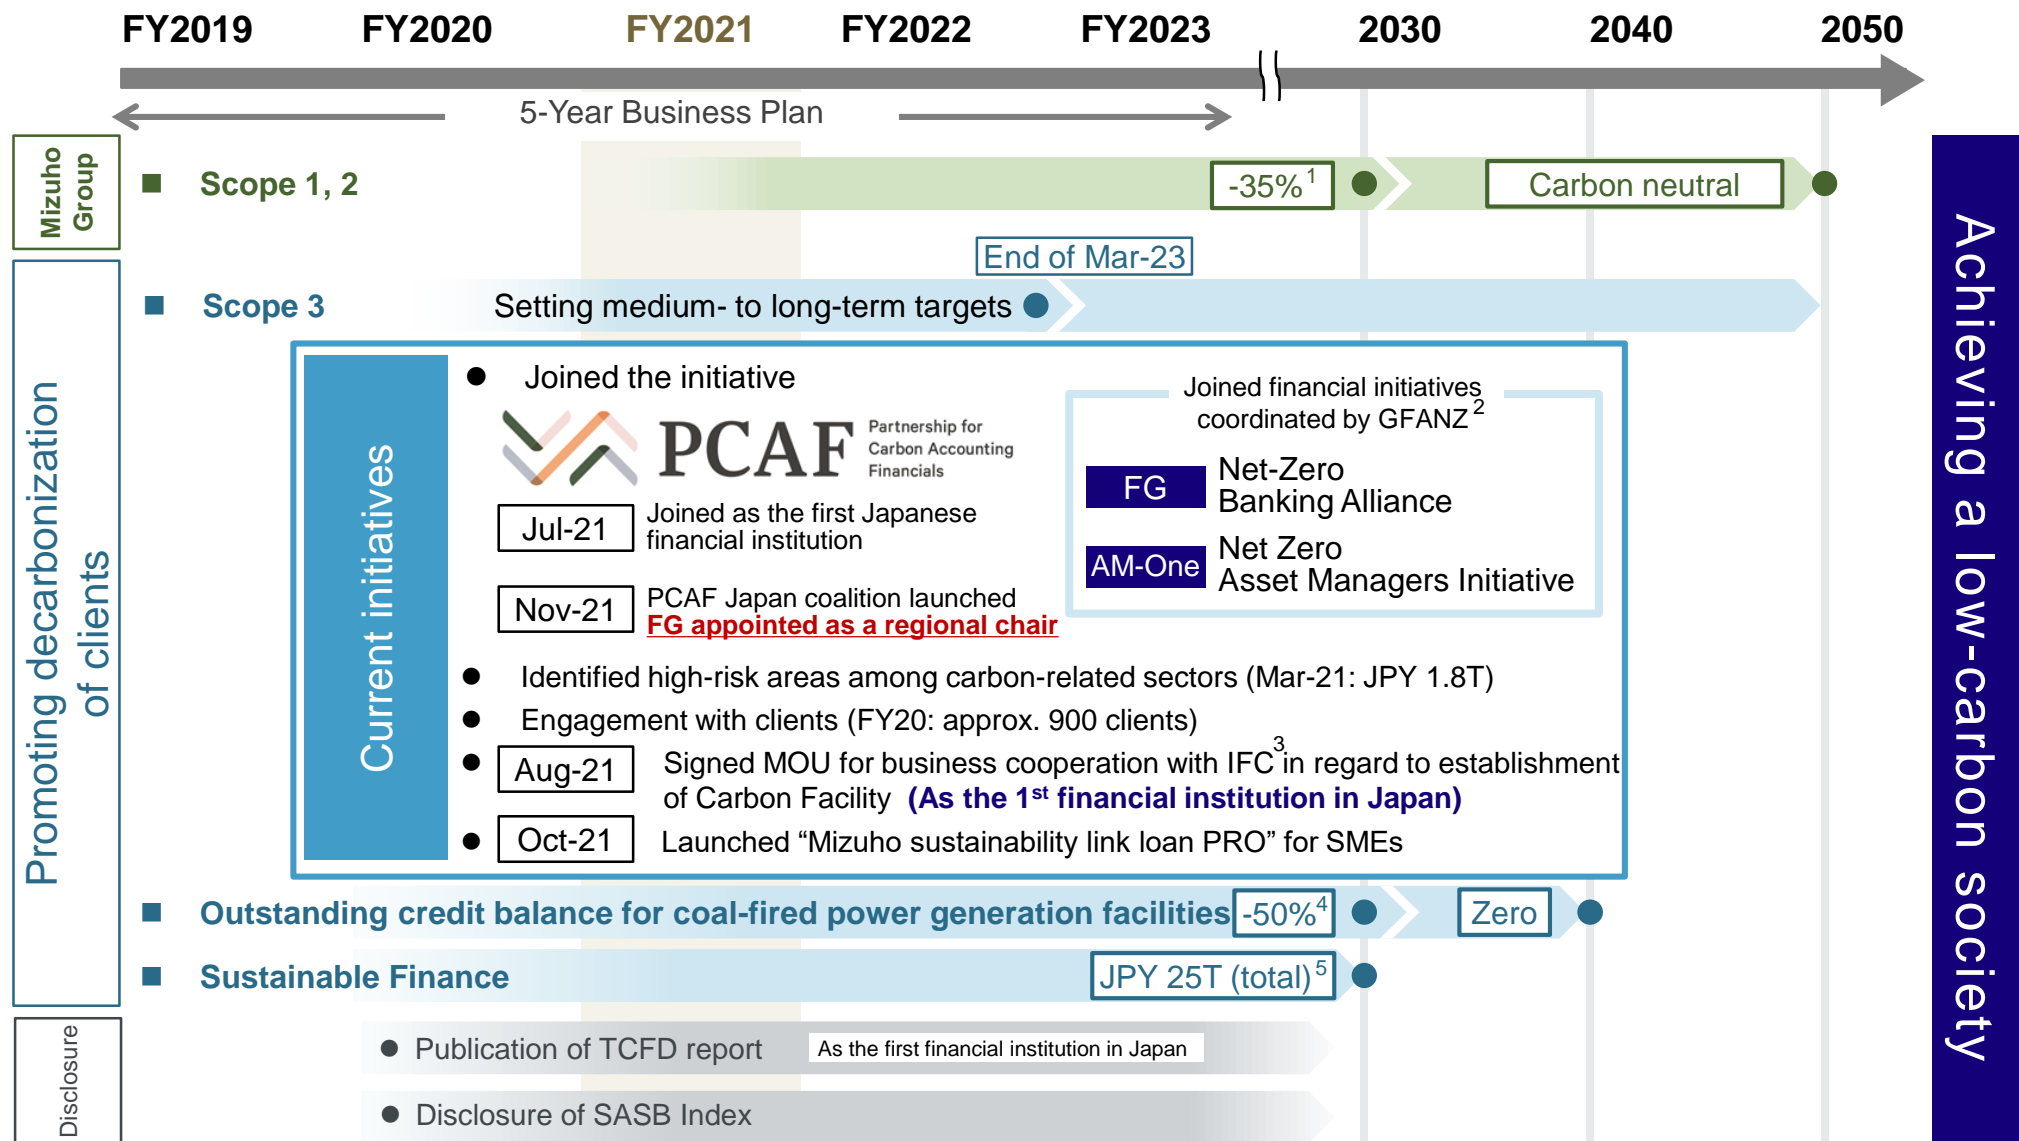 FY2019 FY2020 FY2021 FY2022 FY2023 2030 2040 2050
5-Year Business Plan
Mizuho
Group
■ Scope 1, 2
-35%1
Carbon neutral
Promoting decarbonization
of clients
End of Mar-23
■ Scope 3
Setting medium- to long-term targets
Current initiatives
● Joined the initiative
PCAF
Partnership for
Carbon Accounting
Financials
Jul-21
Joined as the first Japanese
financial institution
Nov-21
PCAF Japan coalition launched
FG appointed as a regional chair
Joined financial initiatives
coordinated by GFANZ2
FG
Net-Zero
Banking Alliance
AM-One
Net Zero
Asset Managers Initiative
● Identified high-risk areas among carbon-related sectors (Mar-21: JPY 1.8T)
● Engagement with clients (FY20: approx. 900 clients)
● Aug-21
Signed MOU for business cooperation with IFC3 in regard to establishment
of Carbon Facility (As the 1st financial institution in Japan)
● Oct-21
Launched “Mizuho sustainability link loan PRO” for SMEs
■ Outstanding credit balance for coal-fired power generation facilities
-50%4
Zero
■ Sustainable Finance
JPY 25T (total)5
Disclosure
● Publication of TCFD report
As the first financial institution in Japan
● Disclosure of SASB Index
Achieving a low-carbon society